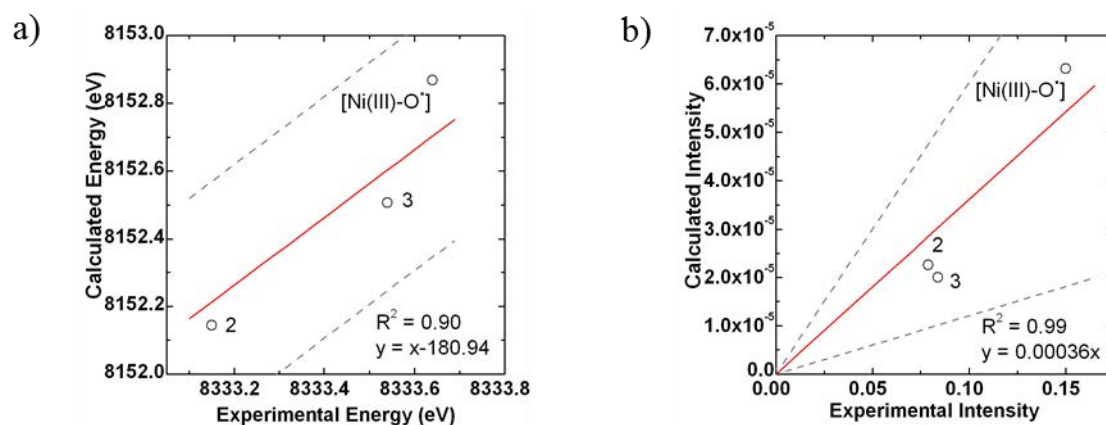 a)
Calculated Energy (eV)
8153.0
8152.8
8152.6
8152.4
8152.2
8152.0
[Ni(III)-O•]
3
2
R² = 0.90
y = x-180.94
8333.2 8333.4 8333.6 8333.8
Experimental Energy (eV)
b)
Calculated Intensity
7.0x10⁻⁵
6.0x10⁻⁵
5.0x10⁻⁵
4.0x10⁻⁵
3.0x10⁻⁵
2.0x10⁻⁵
1.0x10⁻⁵
0.0
[Ni(III)-O•]
2
3
R² = 0.99
y = 0.00036x
0.00 0.05 0.10 0.15
Experimental Intensity